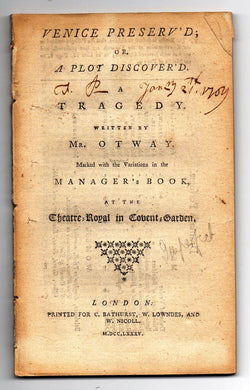 VENICE PRESERV'D;
OR,
A PLOT DISCOVER'D.
A
TRAGEDY.
WRITTEN BY
MR. OTWAY.
Marked with the Variations in the
MANAGER's BOOK,
AT THE
Theatre-Royal in Covent-Garden.
LONDON:
PRINTED FOR C. BATHURST, W. LOWNDES, AND
W. NICOLL.
M.DCC,LXXXV.